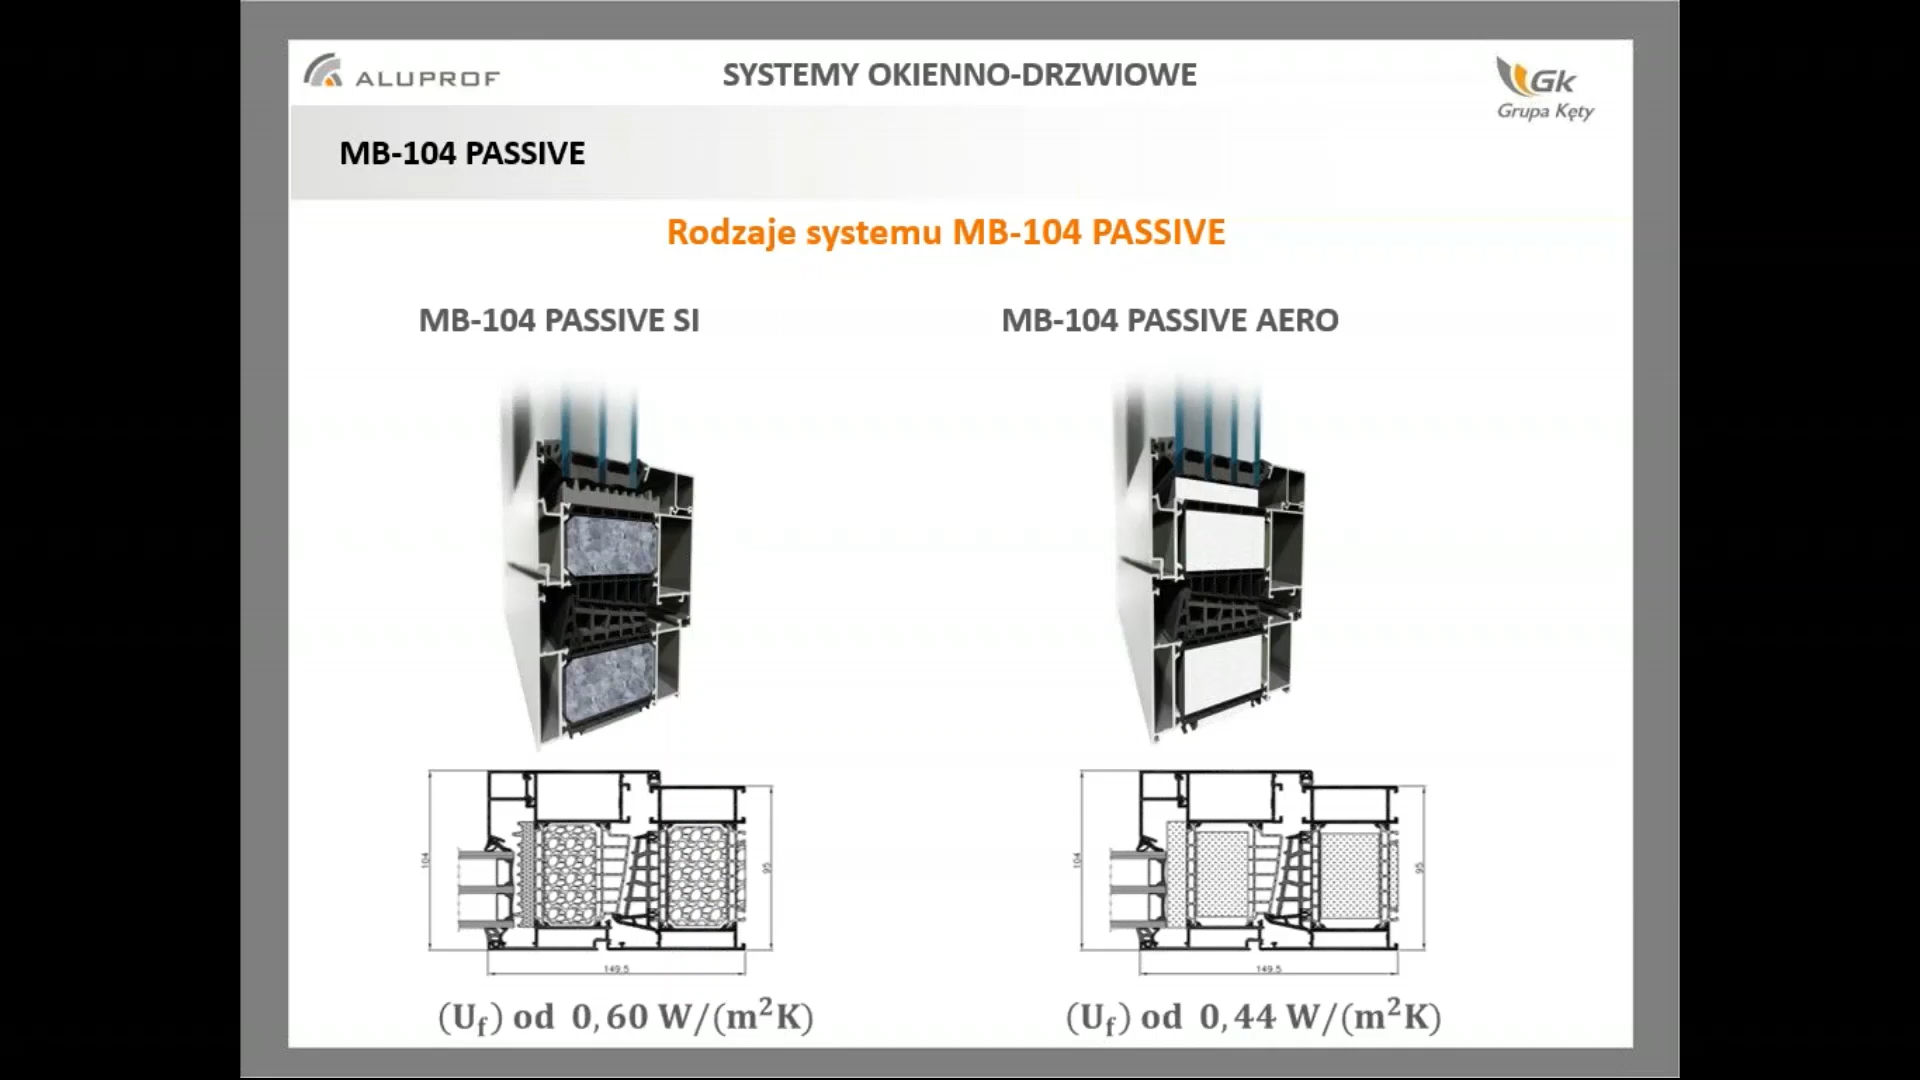 ALUPROF
SYSTEMY OKIENNO-DRZWIOWE
Gk
Grupa Kęty
MB-104 PASSIVE
Rodzaje systemu MB-104 PASSIVE
MB-104 PASSIVE SI
MB-104 PASSIVE AERO
104
95
149.5
104
95
149.5
(U_f) od 0,60 W/(m²K)
(U_f) od 0,44 W/(m²K)